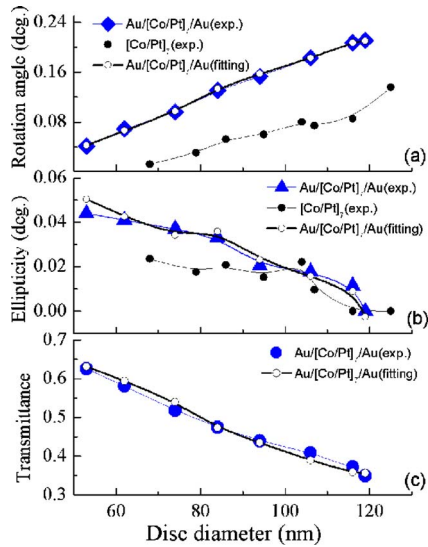 Au/[Co/Pt]7/Au(exp.)
[Co/Pt]7(exp.)
Au/[Co/Pt]7/Au(fitting)
Rotation angle (deg.)
0.24
0.16
0.08
(a)
Au/[Co/Pt]7/Au(exp.)
[Co/Pt]7(exp.)
Au/[Co/Pt]7/Au(fitting)
Ellipticity (deg.)
0.06
0.04
0.02
0.00
(b)
Au/[Co/Pt]7/Au(exp.)
Au/[Co/Pt]7/Au(fitting)
Transmittance
0.7
0.6
0.5
0.4
0.3
(c)
60 80 100 120
Disc diameter (nm)